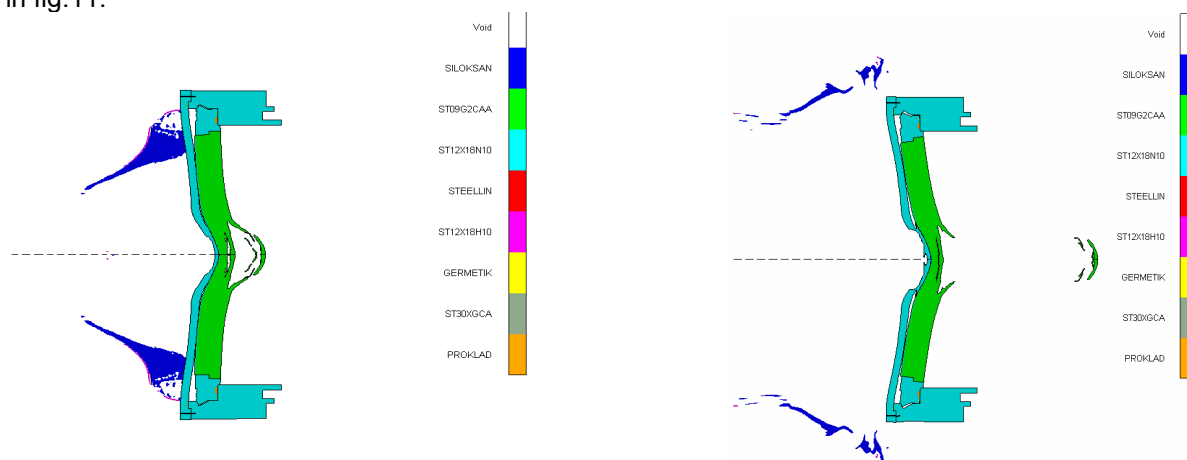 in fig.11.
Void
SILOKSAN
ST09G2CAA
ST12X18N10
STEELLIN
ST12X18H10
GERMETIK
ST30XGCA
PROKLAD
Void
SILOKSAN
ST09G2CAA
ST12X18N10
STEELLIN
ST12X18H10
GERMETIK
ST30XGCA
PROKLAD